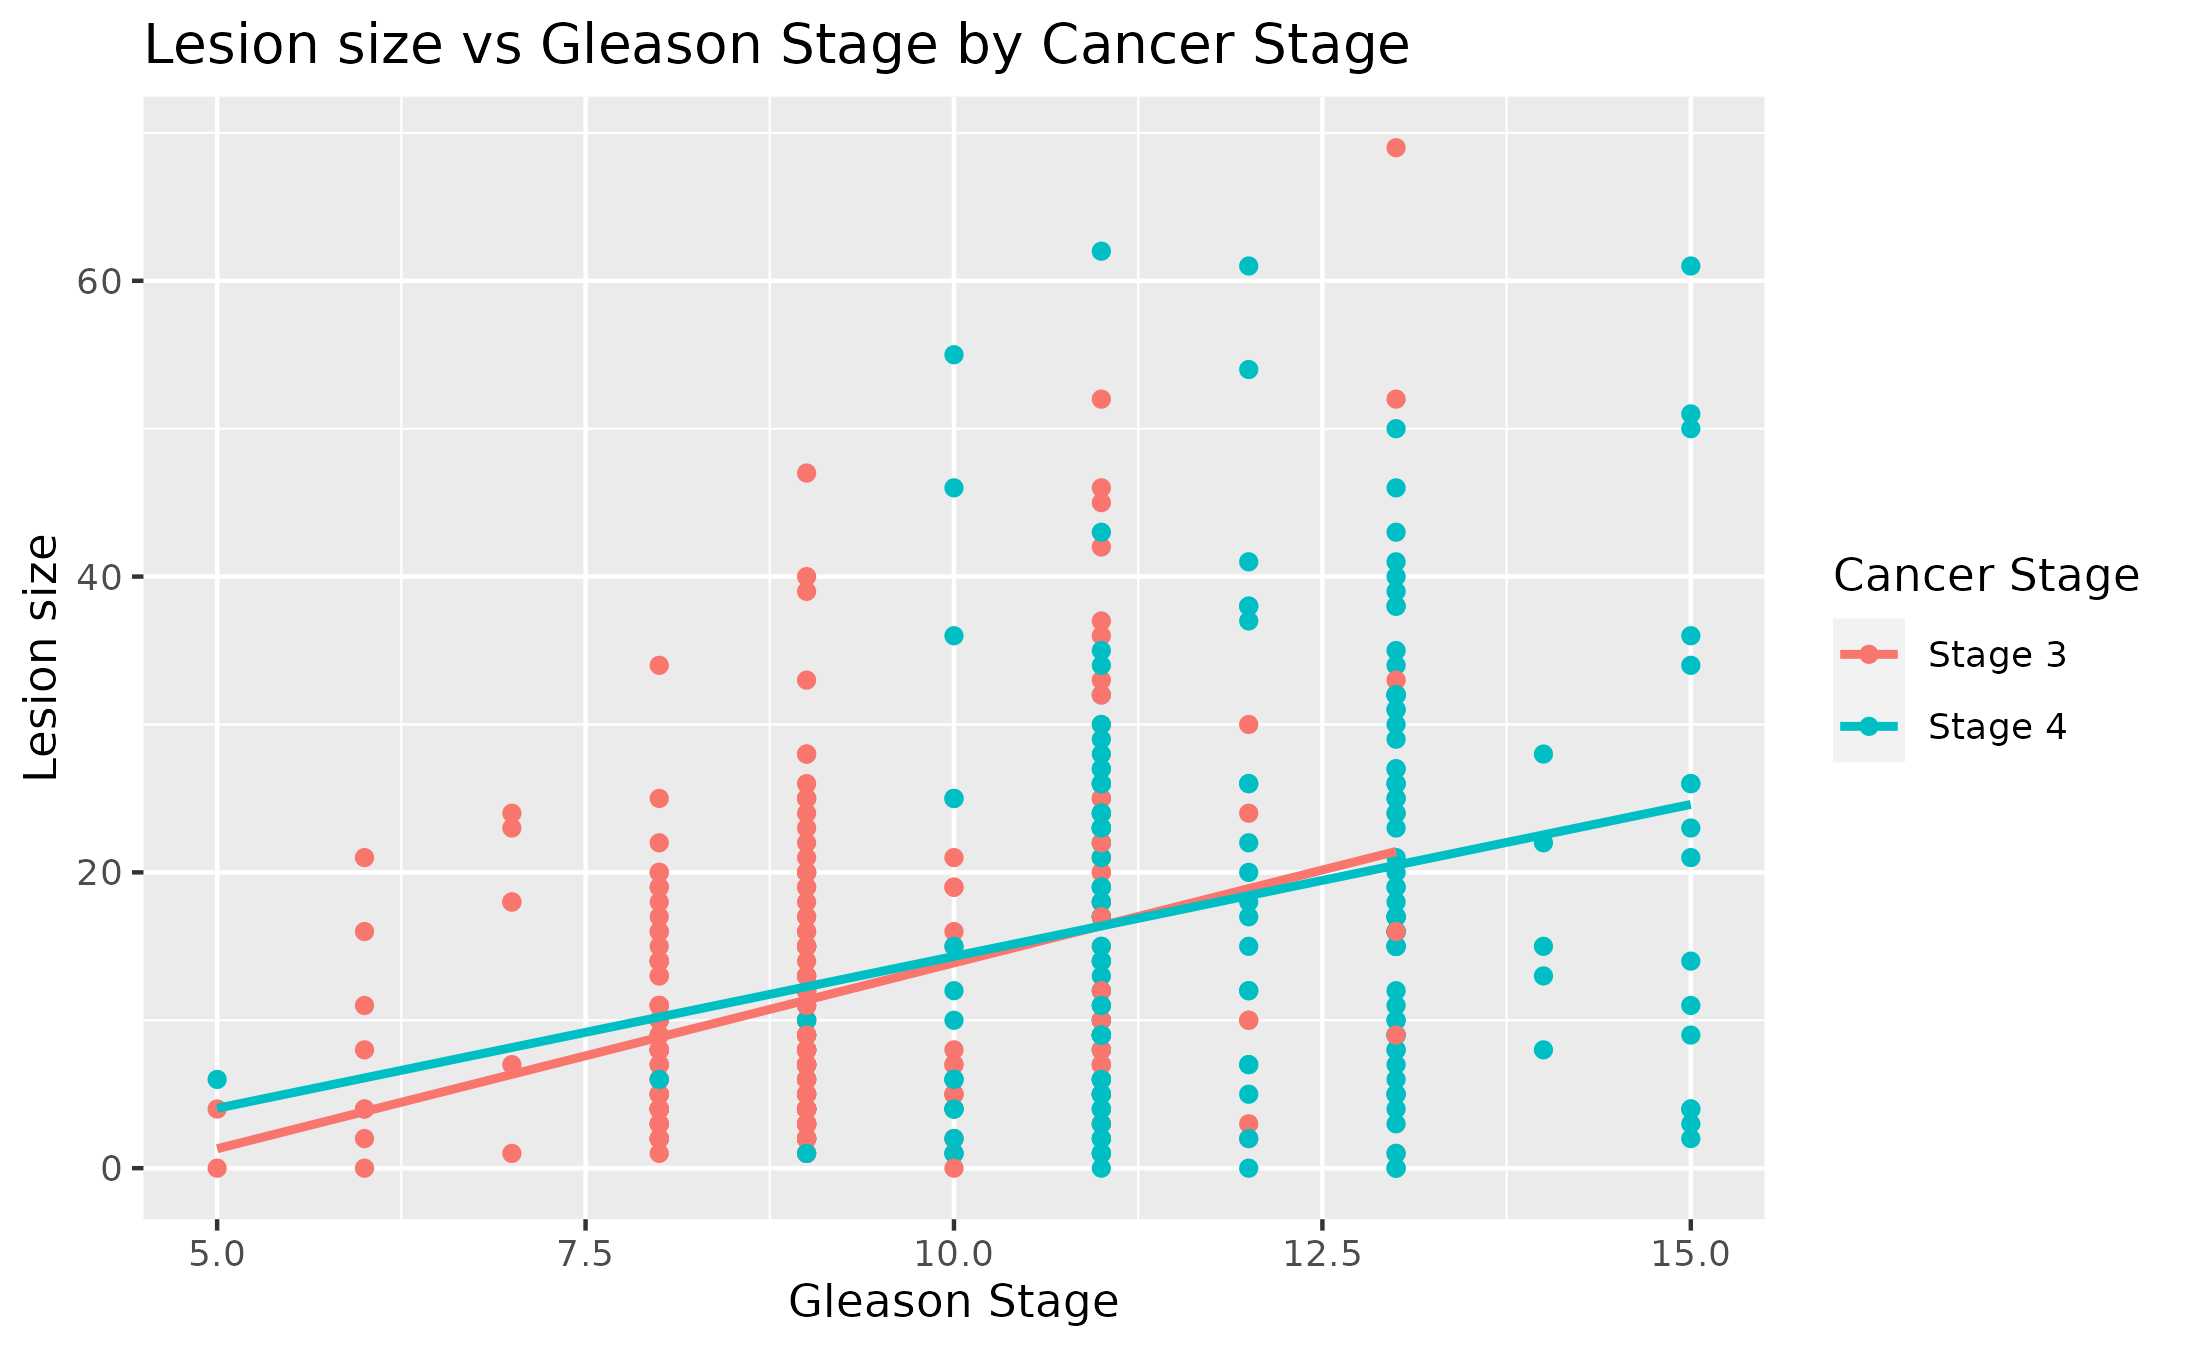 Lesion size vs Gleason Stage by Cancer Stage
60
40
20
0
Lesion size
5.0 7.5 10.0 12.5 15.0
Gleason Stage
Cancer Stage
Stage 3
Stage 4